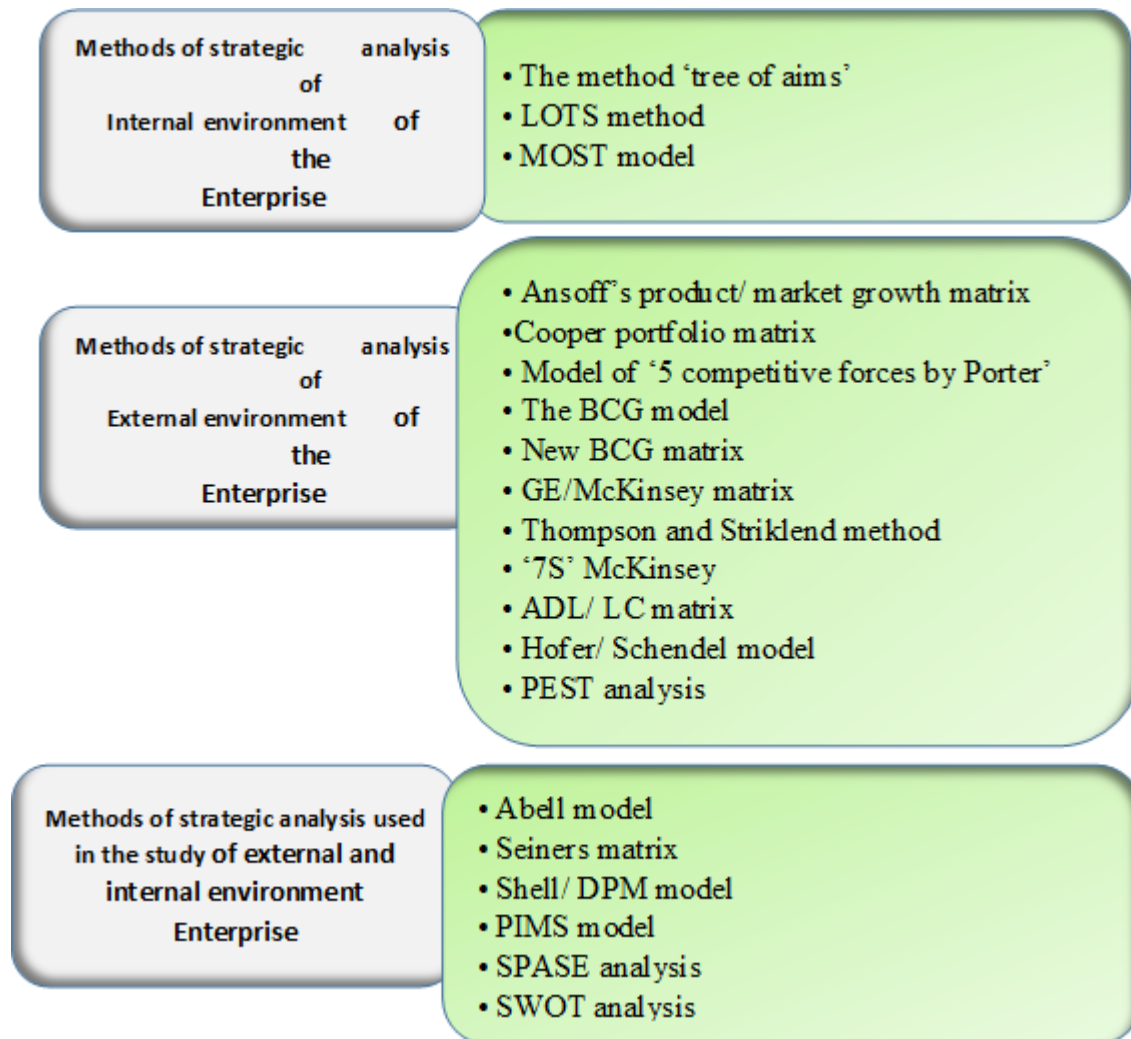 Methods of strategic analysis
of
Internal environment of
the
Enterprise
• The method ‘tree of aims’
• LOTS method
• MOST model
Methods of strategic analysis
of
External environment of
the
Enterprise
• Ansoff’s product/ market growth matrix
•Cooper portfolio matrix
• Model of ‘5 competitive forces by Porter’
• The BCG model
• New BCG matrix
• GE/McKinsey matrix
• Thompson and Striklend method
• ‘7S’ McKinsey
• ADL/ LC matrix
• Hofer/ Schendel model
• PEST analysis
Methods of strategic analysis used
in the study of external and
internal environment
Enterprise
• Abell model
• Seiners matrix
• Shell/ DPM model
• PIMS model
• SPASE analysis
• SWOT analysis